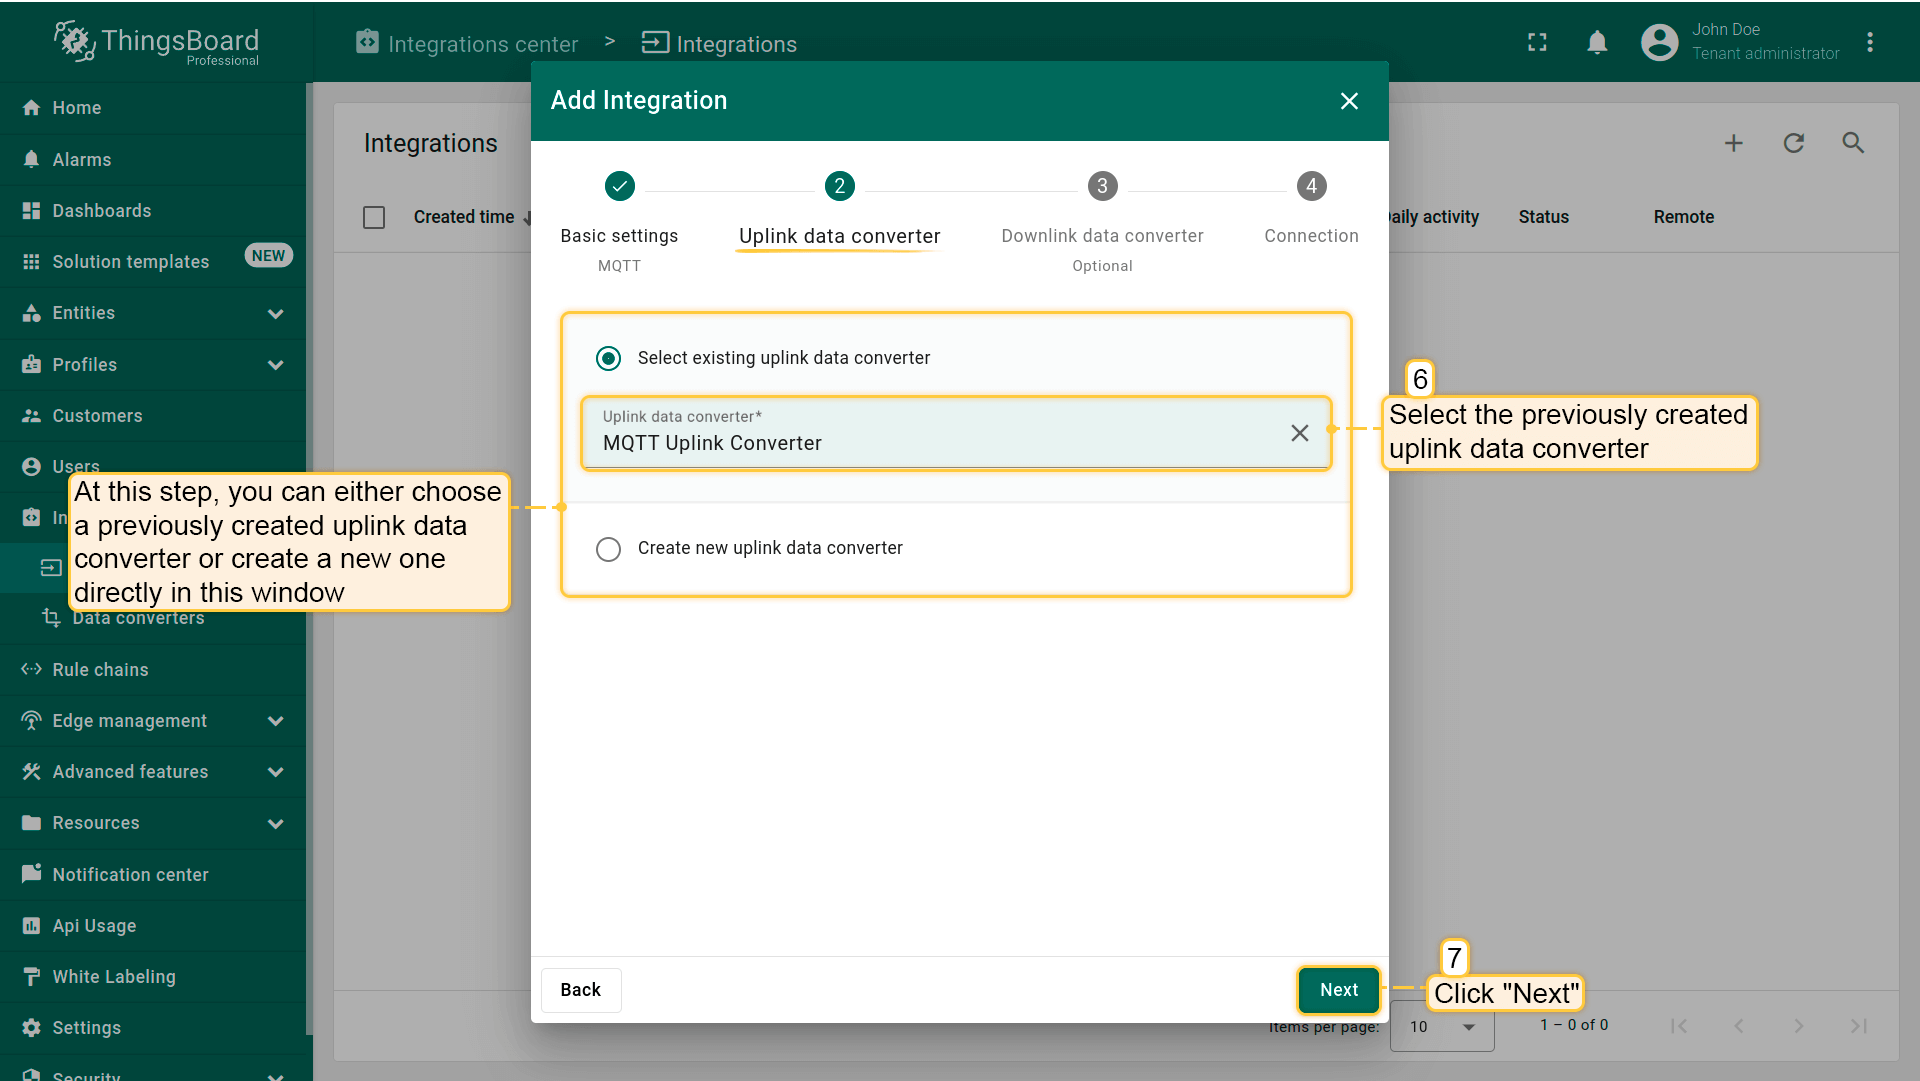 ThingsBoard
Professional
Integrations center > Integrations
John Doe
Tenant administrator
Home
Alarms
Dashboards
Solution templates NEW
Entities
Profiles
Customers
Users
In
Data converters
Rule chains
Edge management
Advanced features
Resources
Notification center
Api Usage
White Labeling
Settings
Security
At this step, you can either choose
a previously created uplink data
converter or create a new one
directly in this window
Integrations
Created time
aily activity Status Remote
Add Integration
2 3 4
Basic settings Uplink data converter Downlink data converter Connection
MQTT Optional
Select existing uplink data converter
Uplink data converter*
MQTT Uplink Converter
Create new uplink data converter
6
Select the previously created
uplink data converter
Back Next
7
Click "Next"
Items per page: 10 1 – 0 of 0